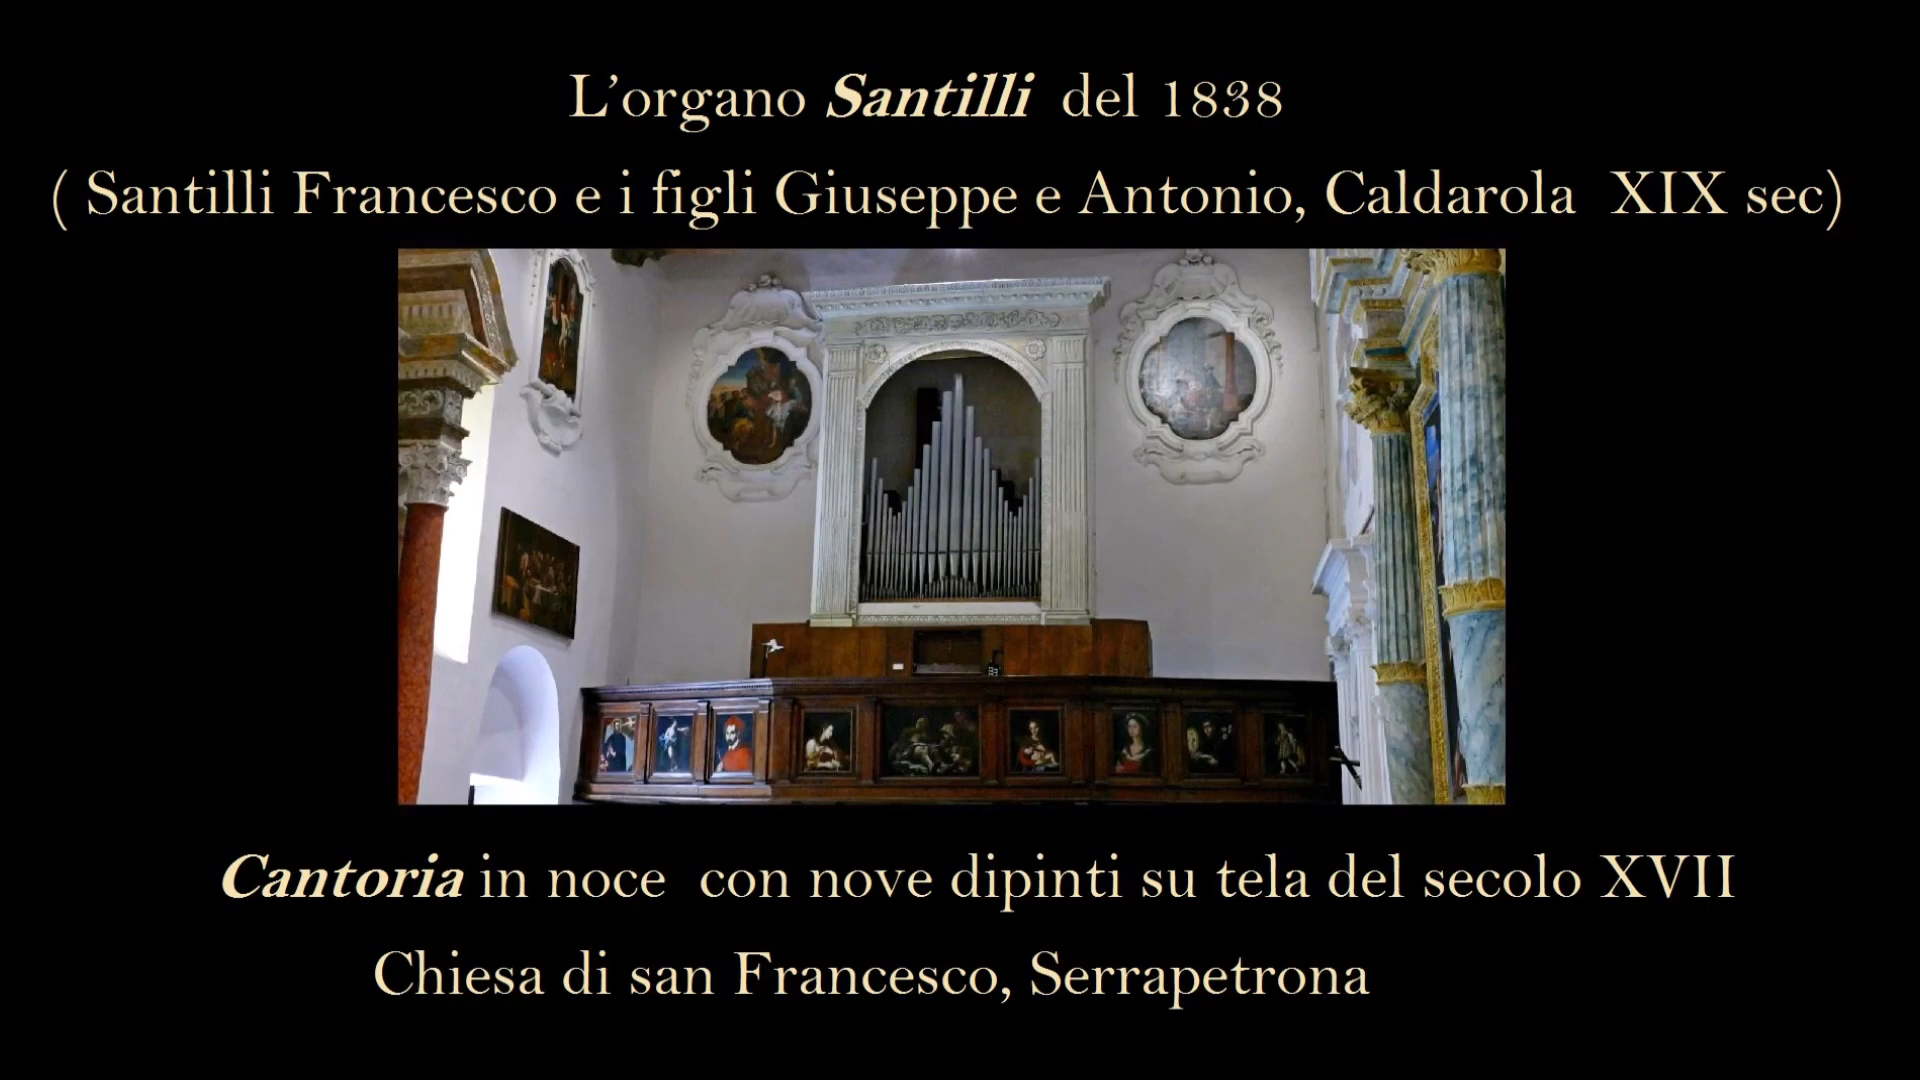 L'organo Santilli del 1838
( Santilli Francesco e i figli Giuseppe e Antonio, Caldarola XIX sec)
Cantoria in noce con nove dipinti su tela del secolo XVII
Chiesa di san Francesco, Serrapetrona